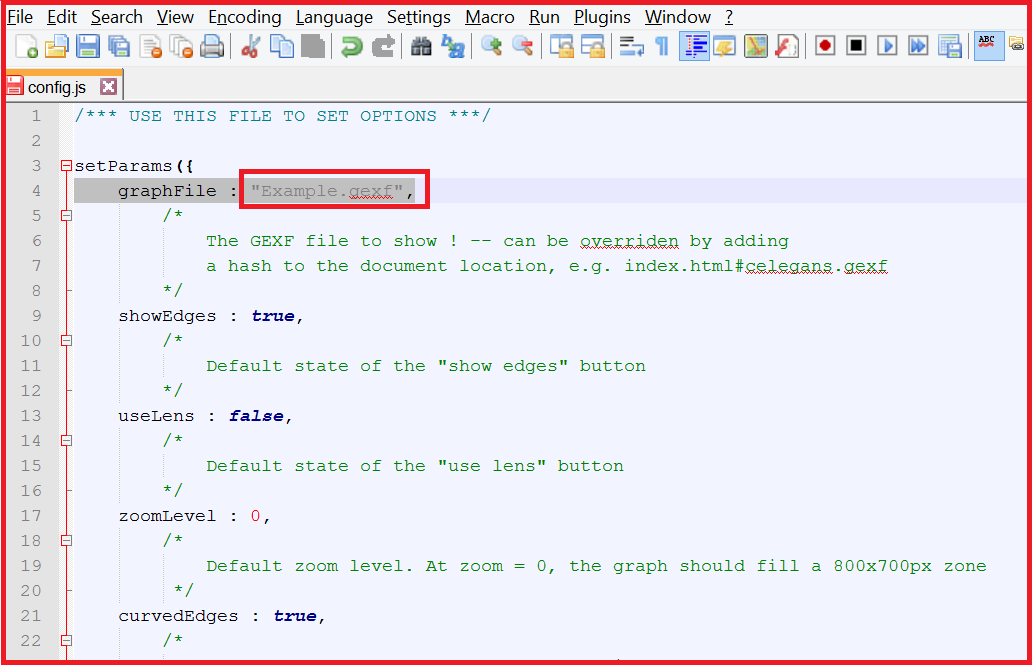 File Edit Search View Encoding Language Settings Macro Run Plugins Window ?
ABC
config.js
1 /*** USE THIS FILE TO SET OPTIONS ***/
2
3 setParams({
4 graphFile : "Example.gexf",
5 /*
6 The GEXF file to show ! -- can be overriden by adding
7 a hash to the document location, e.g. index.html#celegans.gexf
8 */
9 showEdges : true,
10 /*
11 Default state of the "show edges" button
12 */
13 useLens : false,
14 /*
15 Default state of the "use lens" button
16 */
17 zoomLevel : 0,
18 /*
19 Default zoom level. At zoom = 0, the graph should fill a 800x700px zone
20 */
21 curvedEdges : true,
22 /*